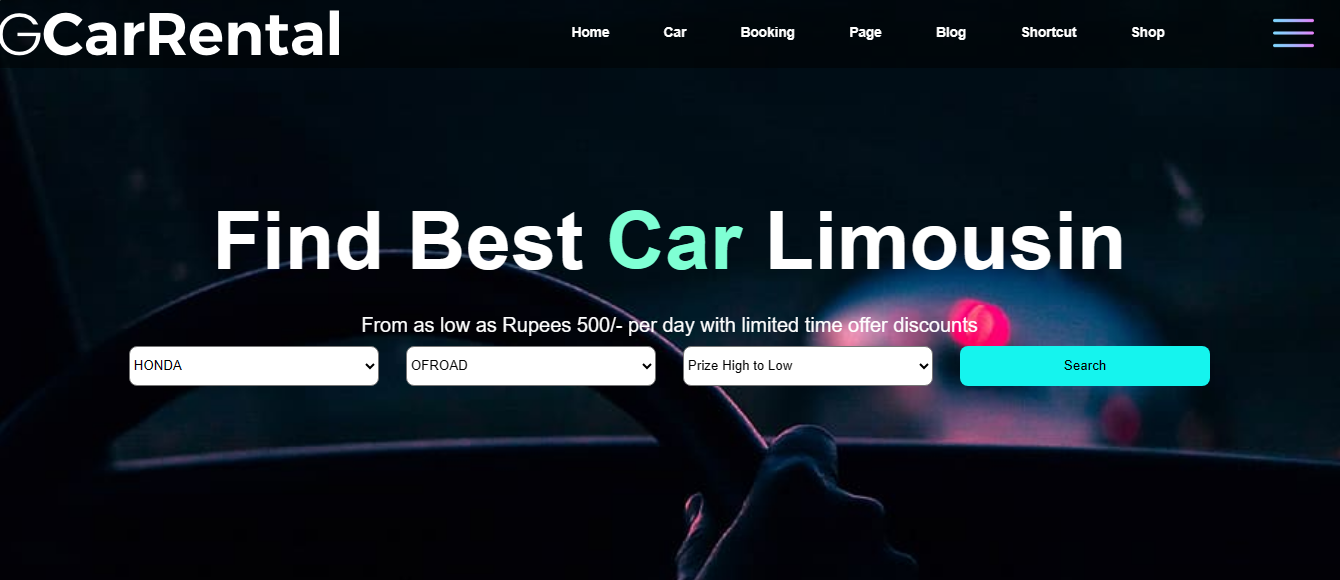 GCarRental
Home Car Booking Page Blog Shortcut Shop
Find Best Car Limousin
From as low as Rupees 500/- per day with limited time offer discounts
HONDA OFROAD Prize High to Low Search